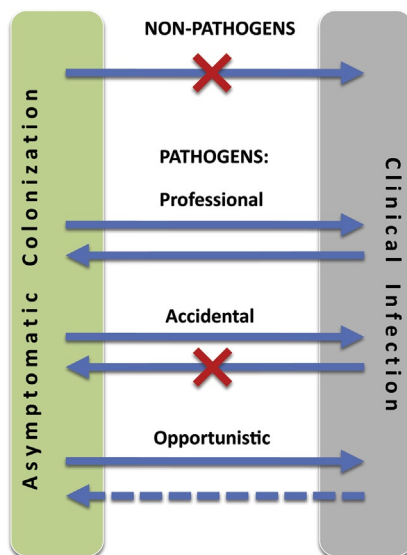 NON-PATHOGENS
PATHOGENS:
Professional
Accidental
Opportunistic
Asymptomatic Colonization
Clinical Infection